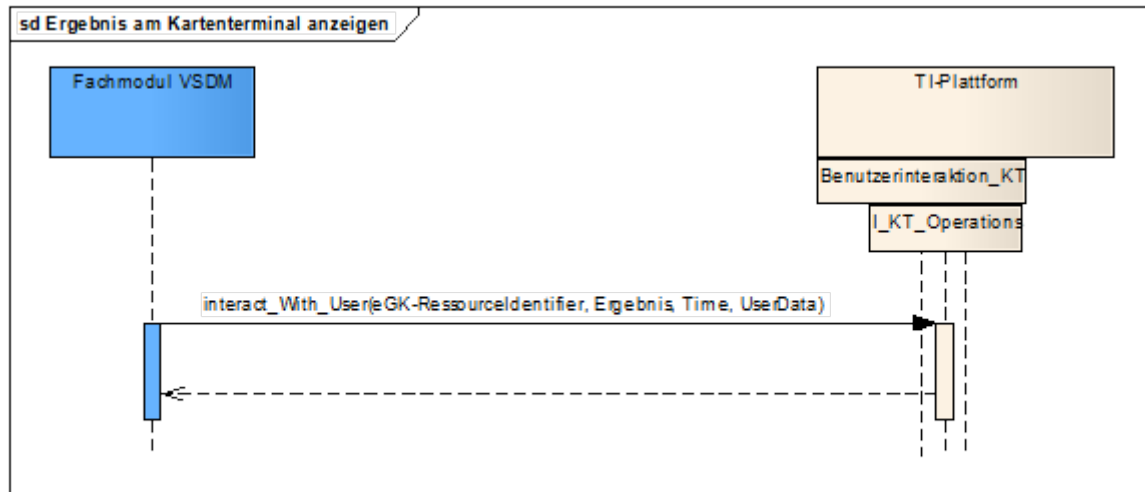 sd Ergebnis am Kartenterminal anzeigen
Fachmodul VSDM
TI-Plattform
Benutzerinteraktion_KT
I_KT_Operations
interact_With_User(eGK-RessourceIdentifier, Ergebnis, Time, UserData)